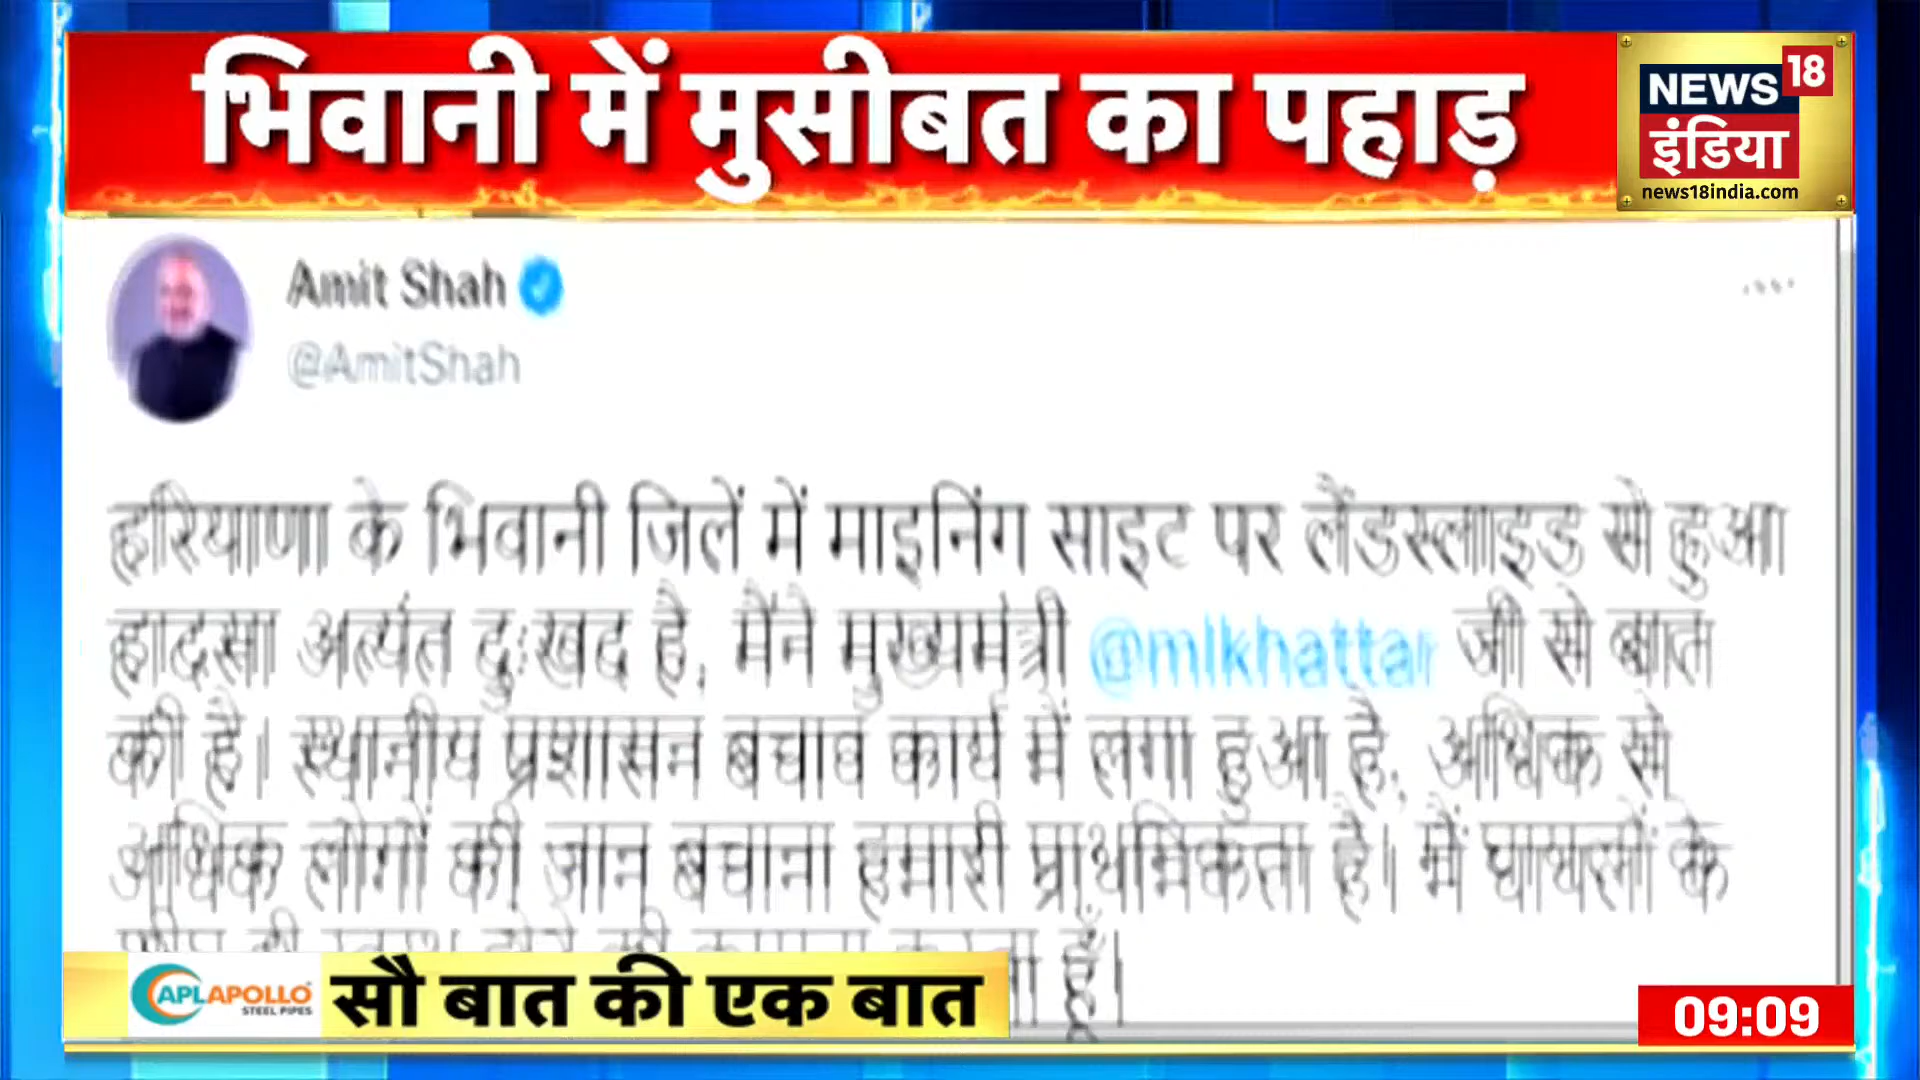 भिवानी में मुसीबत का पहाड़
NEWS 18
इंडिया
news18india.com
Amit Shah
@AmitShah
हरियाणा के भिवानी जिले में माइनिंग साइट पर लैंडस्लाइड से हुआ
हादसा अत्यंत दुःखद है, मैंने मुख्यमंत्री @mlkhattar जी से बात
की है। स्थानीय प्रशासन बचाव कार्य में लगा हुआ है, अधिक से
अधिक लोगों की जान बचाना हमारी प्राथमिकता है। मैं घायलों के
हूँ।
APL APOLLO
STEEL PIPES
सौ बात की एक बात
09:09